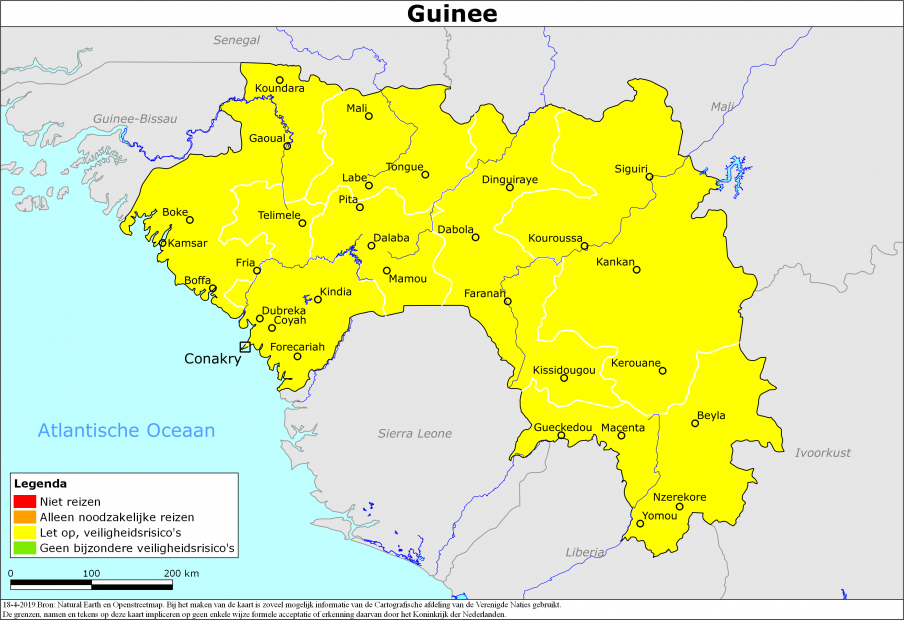 Guinee
Senegal
Koundara
Mali
Mali
Guinee-Bissau
Gaoual
Tongue
Siguiri
Labe
Dinguiraye
Pita
Boke
Telimele
Dabola
Kamsar
Dalaba
Kouroussa
Fria
Kankan
Boffa
Mamou
Kindia
Faranah
Dubreka
Coyah
Forecariah
Conakry
Kerouane
Kissidougou
Beyla
Atlantische Oceaan
Sierra Leone
Gueckedou
Macenta
Ivoorkust
Nzerekore
Yomou
Liberia
Legenda
Niet reizen
Alleen noodzakelijke reizen
Let op, veiligheidsrisico's
Geen bijzondere veiligheidsrisico's
0 100 200 km
18-4-2019 Bron: Natural Earth en Openstreetmap. Bij het maken van de kaart is zoveel mogelijk informatie van de Cartografische afdeling van de Verenigde Naties gebruikt.
De grenzen, namen en tekens op deze kaart impliceren op geen enkele wijze formele acceptatie of erkenning daarvan door het Koninkrijk der Nederlanden.